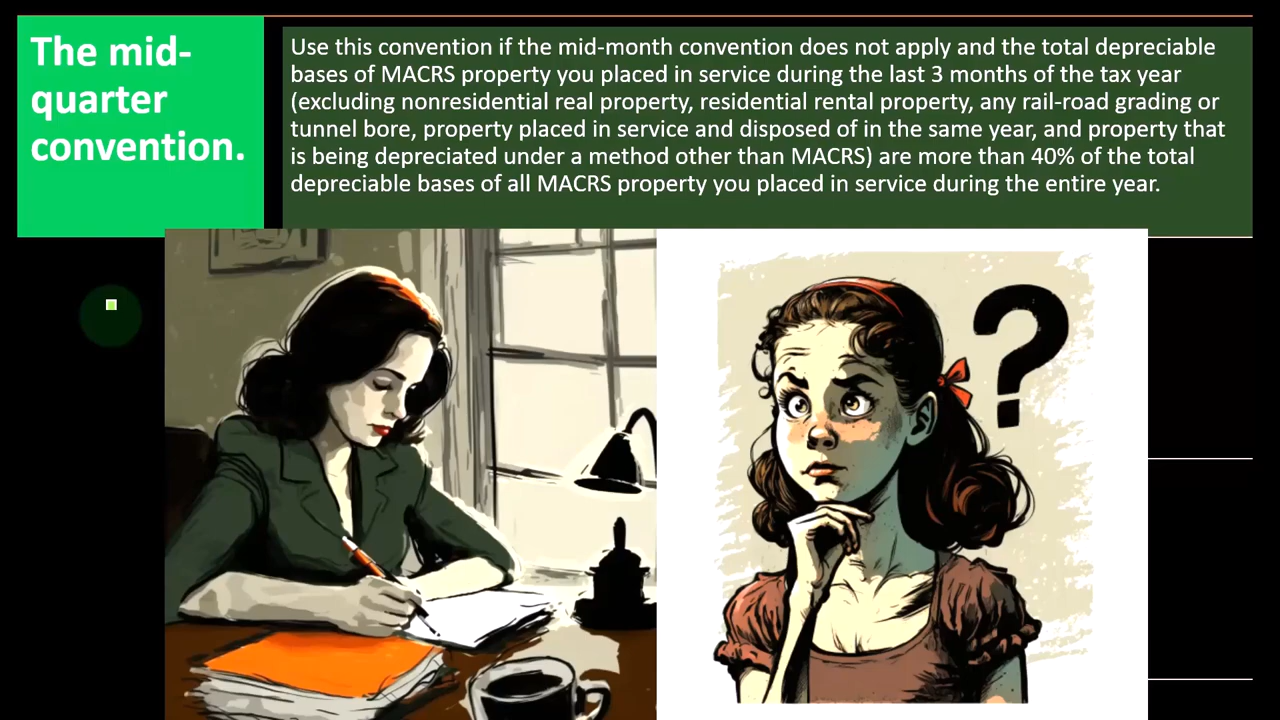 The mid-
quarter
convention.
Use this convention if the mid-month convention does not apply and the total depreciable
bases of MACRS property you placed in service during the last 3 months of the tax year
(excluding nonresidential real property, residential rental property, any rail-road grading or
tunnel bore, property placed in service and disposed of in the same year, and property that
is being depreciated under a method other than MACRS) are more than 40% of the total
depreciable bases of all MACRS property you placed in service during the entire year.
?